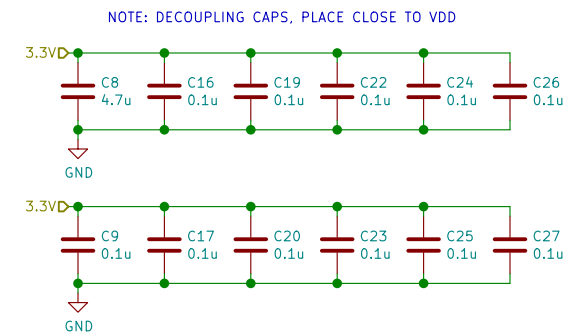 NOTE: DECOUPLING CAPS, PLACE CLOSE TO VDD
3.3V
C8 C16 C19 C22 C24 C26
4.7u 0.1u 0.1u 0.1u 0.1u 0.1u
GND
3.3V
C9 C17 C20 C23 C25 C27
0.1u 0.1u 0.1u 0.1u 0.1u 0.1u
GND